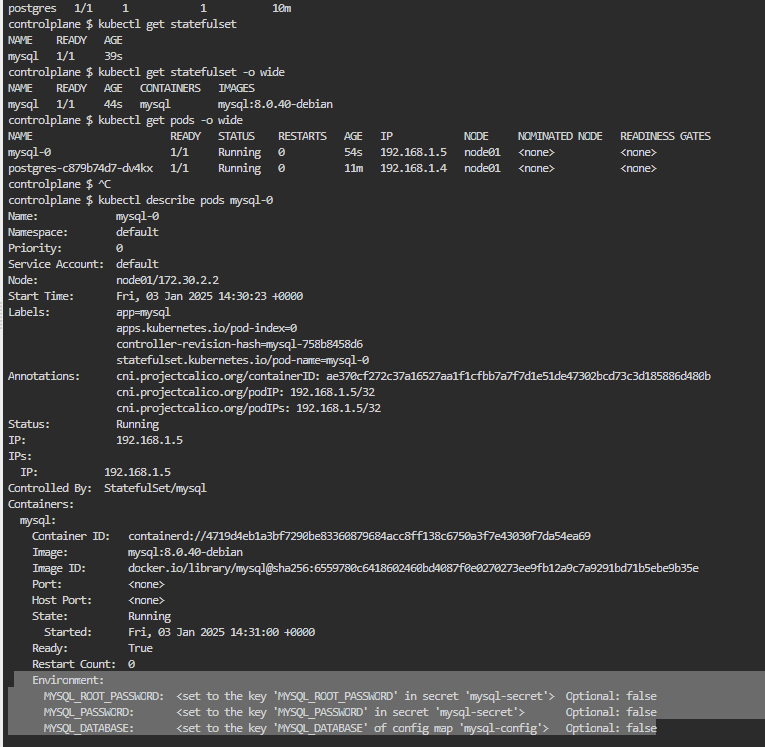 postgres   1/1     1            1           10m
controlplane $ kubectl get statefulset
NAME    READY   AGE
mysql   1/1     39s
controlplane $ kubectl get statefulset -o wide
NAME    READY   AGE   CONTAINERS   IMAGES
mysql   1/1     44s   mysql        mysql:8.0.40-debian
controlplane $ kubectl get pods -o wide
NAME                        READY   STATUS    RESTARTS   AGE   IP            NODE     NOMINATED NODE   READINESS GATES
mysql-0                     1/1     Running   0          54s   192.168.1.5   node01   <none>           <none>
postgres-c879b74d7-dv4kx    1/1     Running   0          11m   192.168.1.4   node01   <none>           <none>
controlplane $ ^C
controlplane $ kubectl describe pods mysql-0
Name:             mysql-0
Namespace:        default
Priority:         0
Service Account:  default
Node:             node01/172.30.2.2
Start Time:       Fri, 03 Jan 2025 14:30:23 +0000
Labels:           app=mysql
                  apps.kubernetes.io/pod-index=0
                  controller-revision-hash=mysql-758b8458d6
                  statefulset.kubernetes.io/pod-name=mysql-0
Annotations:      cni.projectcalico.org/containerID: ae370cf272c37a16527aa1f1cfbb7a7f7d1e51de47302bcd73c3d185886d480b
                  cni.projectcalico.org/podIP: 192.168.1.5/32
                  cni.projectcalico.org/podIPs: 192.168.1.5/32
Status:           Running
IP:               192.168.1.5
IPs:
  IP:           192.168.1.5
Controlled By:  StatefulSet/mysql
Containers:
  mysql:
    Container ID:   containerd://4719d4eb1a3bf7290be83360879684acc8ff138c6750a3f7e43030f7da54ea69
    Image:          mysql:8.0.40-debian
    Image ID:       docker.io/library/mysql@sha256:6559780c6418602460bd4087f0e0270273ee9fb12a9c7a9291bd71b5ebe9b35e
    Port:           <none>
    Host Port:      <none>
    State:          Running
      Started:      Fri, 03 Jan 2025 14:31:00 +0000
    Ready:          True
    Restart Count:  0
    Environment:
      MYSQL_ROOT_PASSWORD:  <set to the key 'MYSQL_ROOT_PASSWORD' in secret 'mysql-secret'>  Optional: false
      MYSQL_PASSWORD:       <set to the key 'MYSQL_PASSWORD' in secret 'mysql-secret'>       Optional: false
      MYSQL_DATABASE:       <set to the key 'MYSQL_DATABASE' of config map 'mysql-config'>   Optional: false